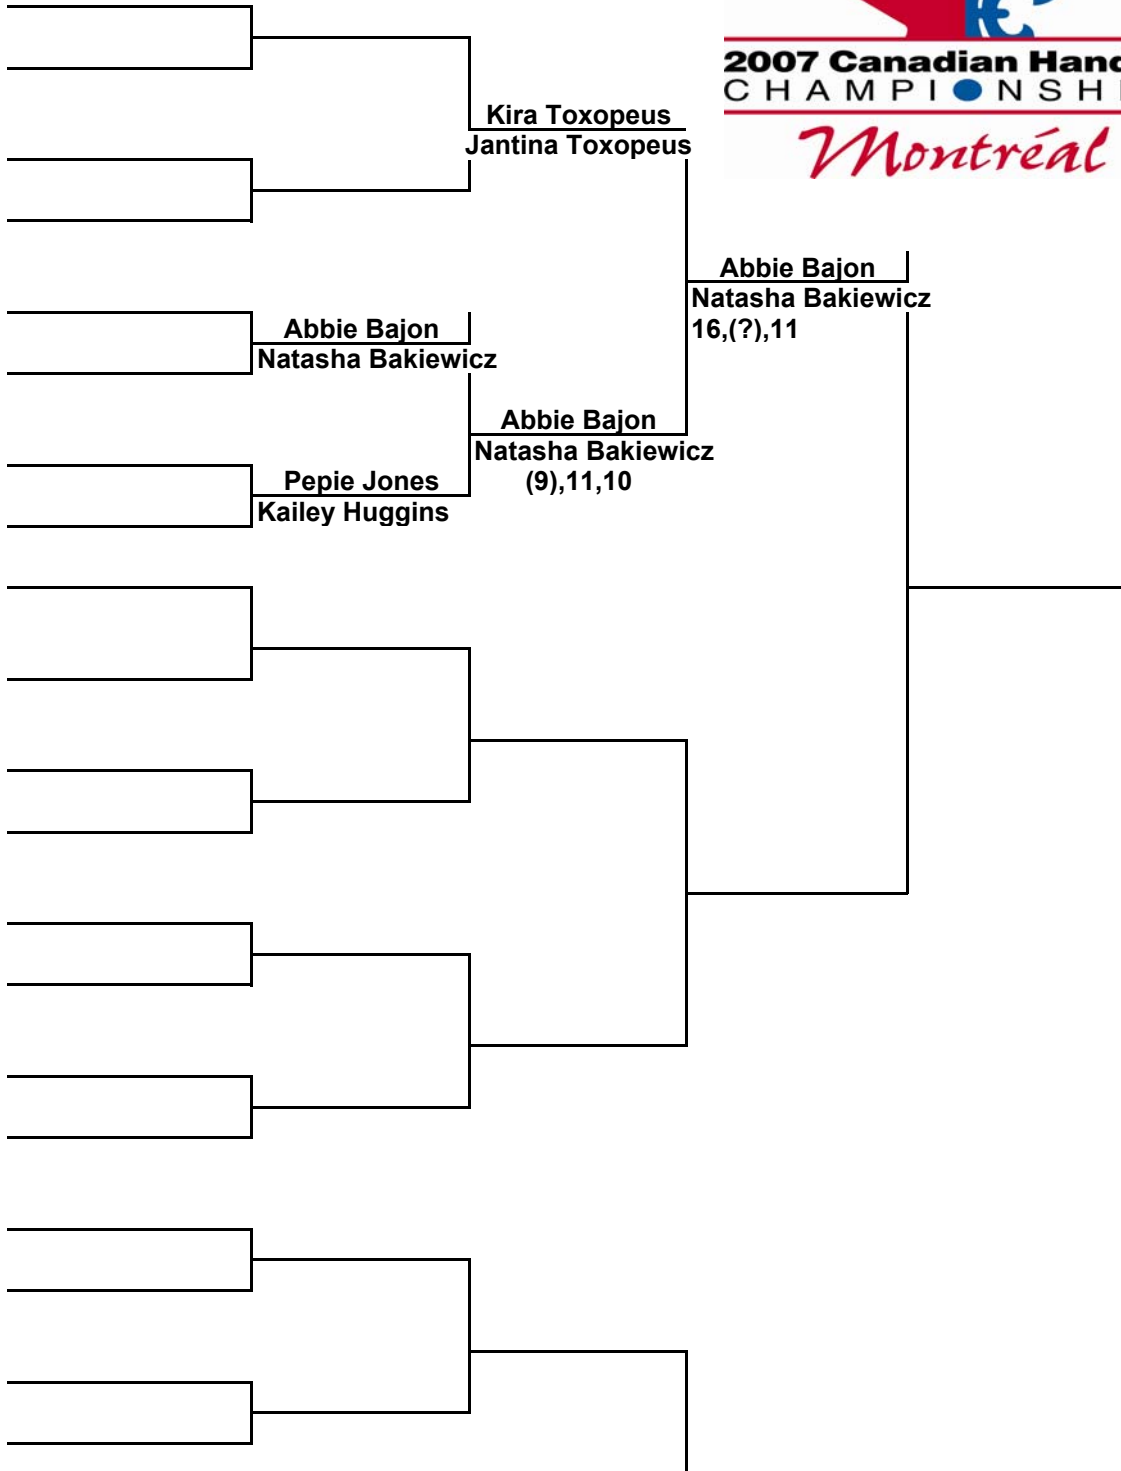 2007 Canadian Hand
CHAMPIONSHI
Montréal
Kira Toxopeus
Jantina Toxopeus
Abbie Bajon
Natasha Bakiewicz
16,(?),11
Abbie Bajon
Natasha Bakiewicz
Abbie Bajon
Natasha Bakiewicz
(9),11,10
Pepie Jones
Kailey Huggins